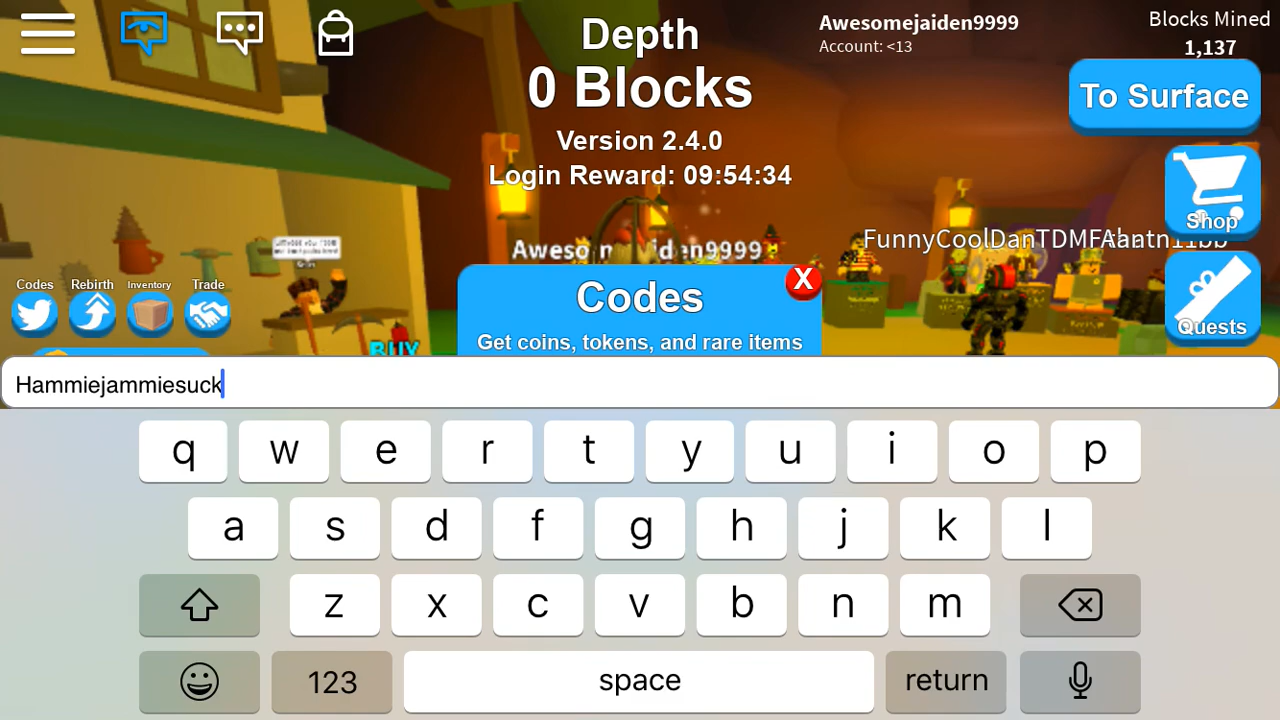 Depth
0 Blocks
Version 2.4.0
Login Reward: 09:54:34
Awesomejaiden9999
Account: <13
Blocks Mined
1,137
To Surface
Shop
Quests
FunnyCoolDanTDMFAan
Codes
Rebirth
Inventory
Trade
BUY
Codes
X
Get coins, tokens, and rare items
Hammiejammiesuck
q w e r t y u i o p
a s d f g h j k l
z x c v b n m
123
space
return